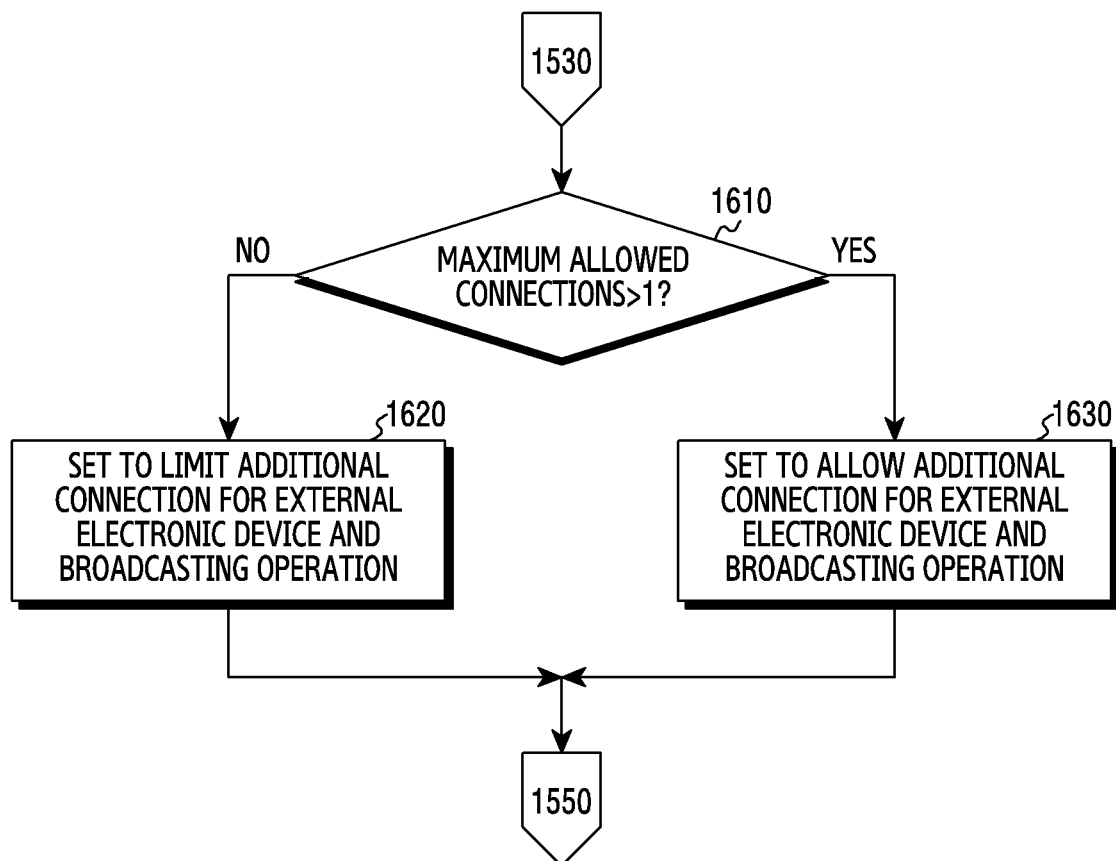 1530
1610
NO
MAXIMUM ALLOWED
CONNECTIONS>1?
YES
1620
SET TO LIMIT ADDITIONAL
CONNECTION FOR EXTERNAL
ELECTRONIC DEVICE AND
BROADCASTING OPERATION
1630
SET TO ALLOW ADDITIONAL
CONNECTION FOR EXTERNAL
ELECTRONIC DEVICE AND
BROADCASTING OPERATION
1550